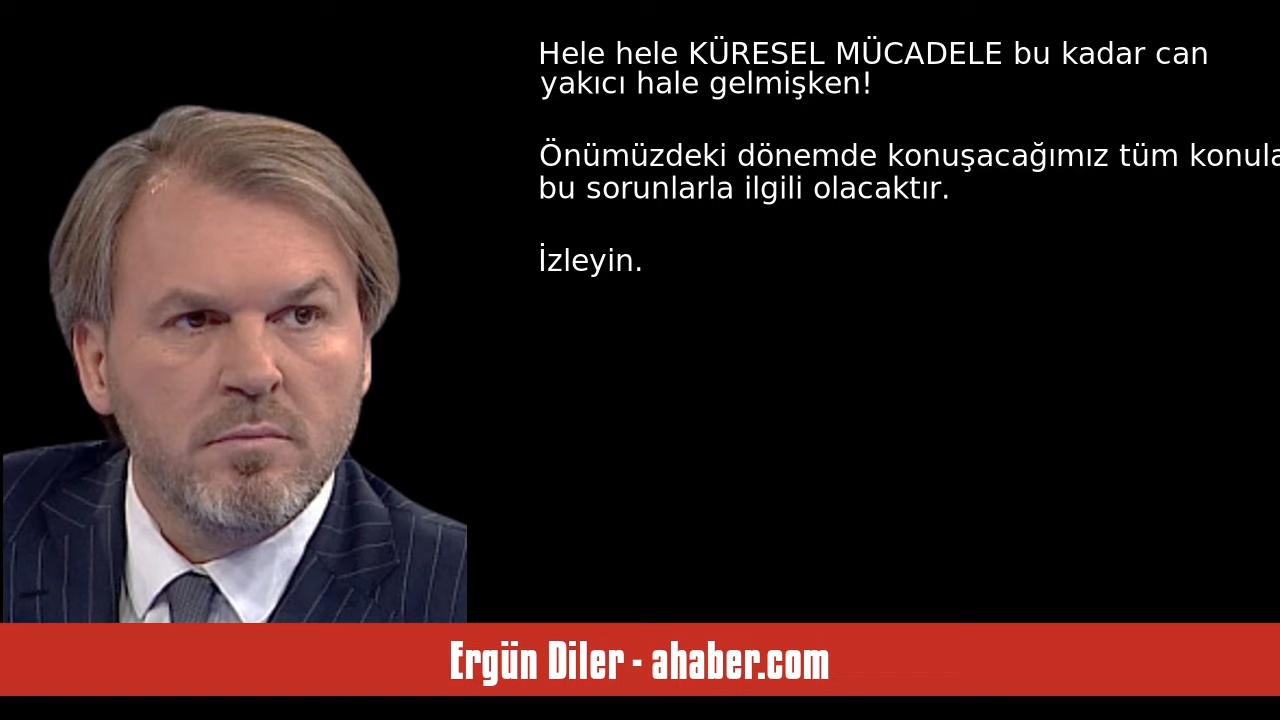 Hele hele KÜRESEL MÜCADELE bu kadar can
yakıcı hale gelmişken!
Önümüzdeki dönemde konuşacağımız tüm konula
bu sorunlarla ilgili olacaktır.
İzleyin.
Ergün Diler - ahaber.com